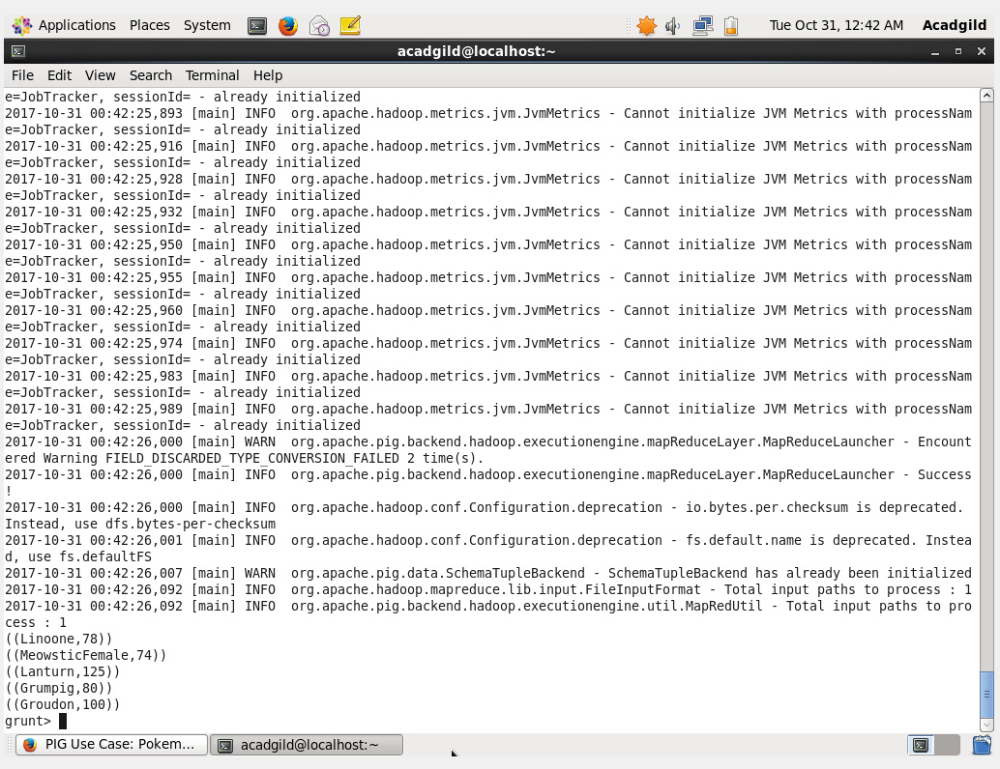 Applications Places System Tue Oct 31, 12:42 AM Acadgild
acadgild@localhost:~
File Edit View Search Terminal Help
e=JobTracker, sessionId= - already initialized
2017-10-31 00:42:25,893 [main] INFO  org.apache.hadoop.metrics.jvm.JvmMetrics - Cannot initialize JVM Metrics with processNam
e=JobTracker, sessionId= - already initialized
2017-10-31 00:42:25,916 [main] INFO  org.apache.hadoop.metrics.jvm.JvmMetrics - Cannot initialize JVM Metrics with processNam
e=JobTracker, sessionId= - already initialized
2017-10-31 00:42:25,928 [main] INFO  org.apache.hadoop.metrics.jvm.JvmMetrics - Cannot initialize JVM Metrics with processNam
e=JobTracker, sessionId= - already initialized
2017-10-31 00:42:25,932 [main] INFO  org.apache.hadoop.metrics.jvm.JvmMetrics - Cannot initialize JVM Metrics with processNam
e=JobTracker, sessionId= - already initialized
2017-10-31 00:42:25,950 [main] INFO  org.apache.hadoop.metrics.jvm.JvmMetrics - Cannot initialize JVM Metrics with processNam
e=JobTracker, sessionId= - already initialized
2017-10-31 00:42:25,955 [main] INFO  org.apache.hadoop.metrics.jvm.JvmMetrics - Cannot initialize JVM Metrics with processNam
e=JobTracker, sessionId= - already initialized
2017-10-31 00:42:25,960 [main] INFO  org.apache.hadoop.metrics.jvm.JvmMetrics - Cannot initialize JVM Metrics with processNam
e=JobTracker, sessionId= - already initialized
2017-10-31 00:42:25,974 [main] INFO  org.apache.hadoop.metrics.jvm.JvmMetrics - Cannot initialize JVM Metrics with processNam
e=JobTracker, sessionId= - already initialized
2017-10-31 00:42:25,983 [main] INFO  org.apache.hadoop.metrics.jvm.JvmMetrics - Cannot initialize JVM Metrics with processNam
e=JobTracker, sessionId= - already initialized
2017-10-31 00:42:25,989 [main] INFO  org.apache.hadoop.metrics.jvm.JvmMetrics - Cannot initialize JVM Metrics with processNam
e=JobTracker, sessionId= - already initialized
2017-10-31 00:42:26,000 [main] WARN  org.apache.pig.backend.hadoop.executionengine.mapReduceLayer.MapReduceLauncher - Encount
ered Warning FIELD_DISCARDED_TYPE_CONVERSION_FAILED 2 time(s).
2017-10-31 00:42:26,000 [main] INFO  org.apache.pig.backend.hadoop.executionengine.mapReduceLayer.MapReduceLauncher - Success
!
2017-10-31 00:42:26,000 [main] INFO  org.apache.hadoop.conf.Configuration.deprecation - io.bytes.per.checksum is deprecated.
Instead, use dfs.bytes-per-checksum
2017-10-31 00:42:26,001 [main] INFO  org.apache.hadoop.conf.Configuration.deprecation - fs.default.name is deprecated. Instea
d, use fs.defaultFS
2017-10-31 00:42:26,007 [main] WARN  org.apache.pig.data.SchemaTupleBackend - SchemaTupleBackend has already been initialized
2017-10-31 00:42:26,092 [main] INFO  org.apache.hadoop.mapreduce.lib.input.FileInputFormat - Total input paths to process : 1
2017-10-31 00:42:26,092 [main] INFO  org.apache.pig.backend.hadoop.executionengine.util.MapRedUtil - Total input paths to pro
cess : 1
((Linoone,78))
((MeowsticFemale,74))
((Lanturn,125))
((Grumpig,80))
((Groudon,100))
grunt>
PIG Use Case: Pokem... acadgild@localhost:~